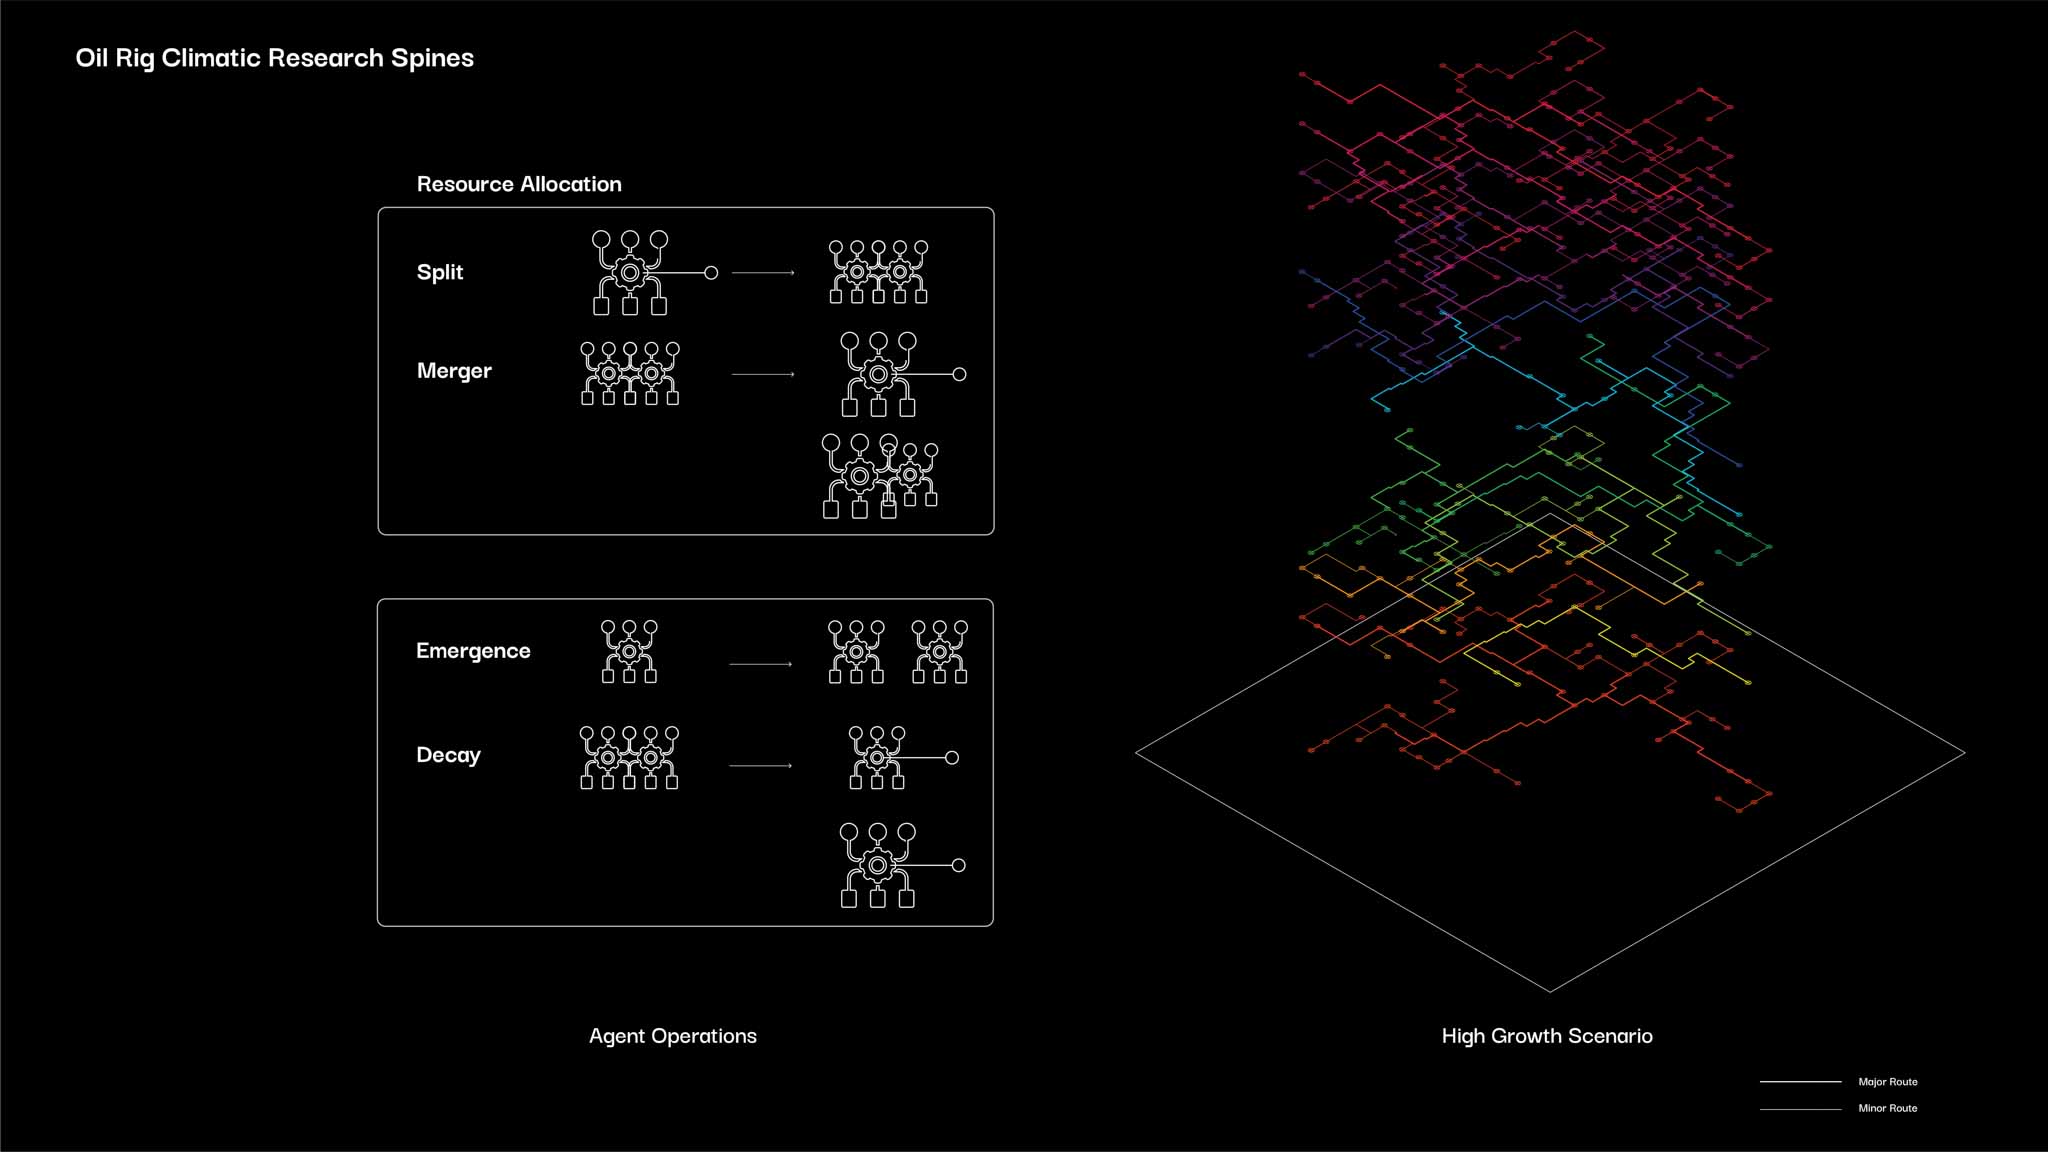 Oil Rig Climatic Research Spines
Resource Allocation
Split
Merger
Emergence
Decay
Agent Operations
High Growth Scenario
Major Route
Minor Route